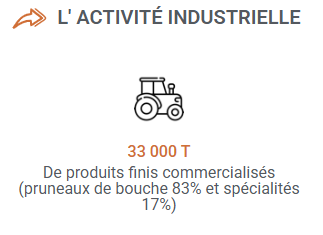 L' ACTIVITÉ INDUSTRIELLE
33 000 T
De produits finis commercialisés
(pruneaux de bouche 83% et spécialités
17%)